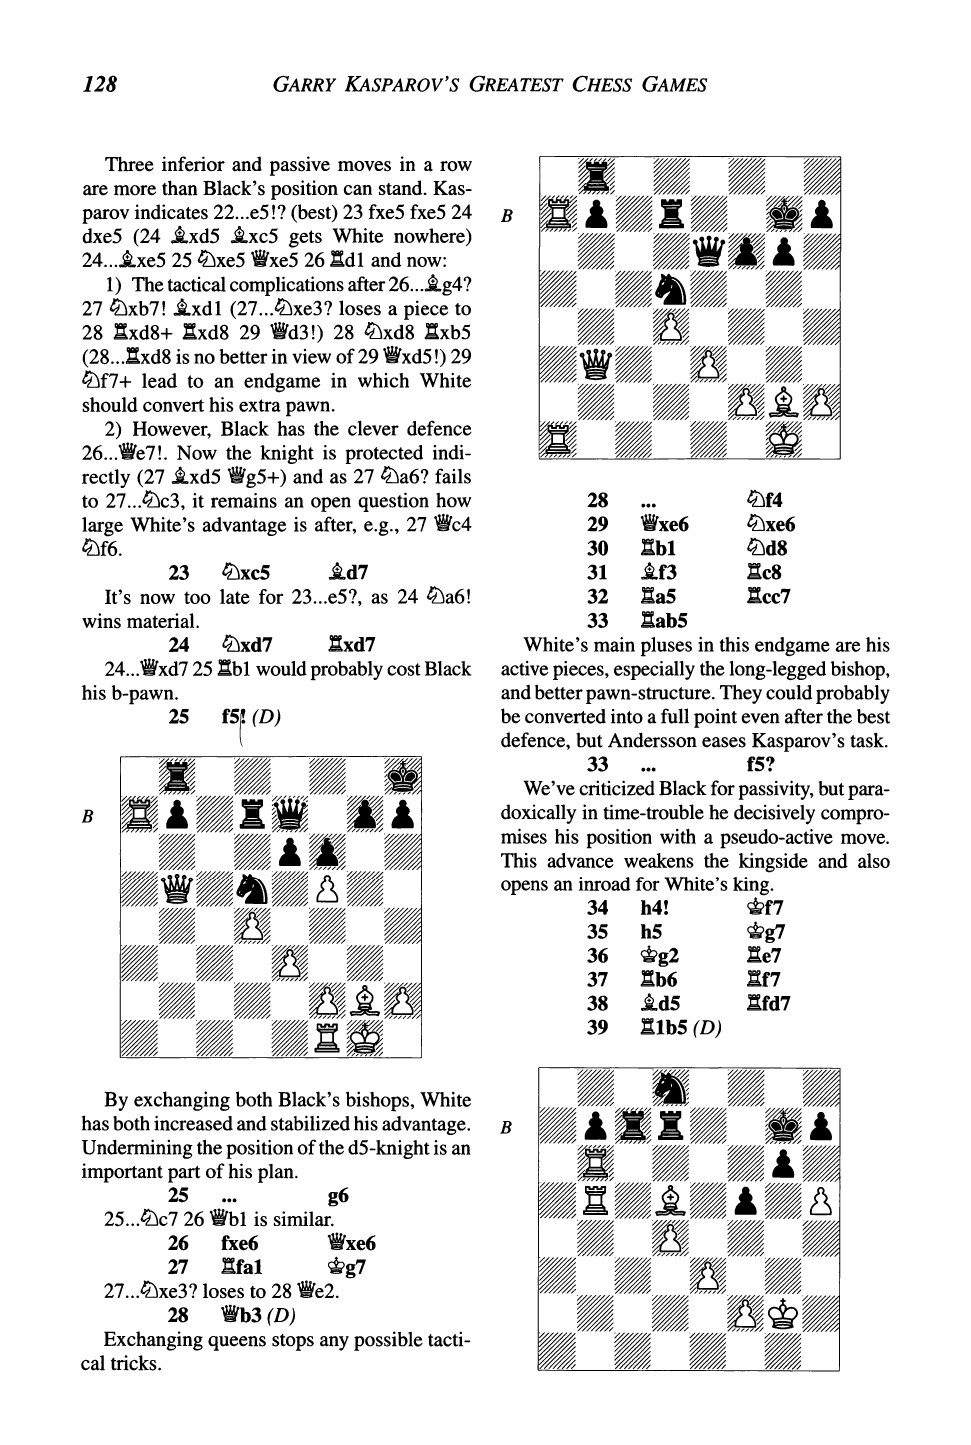 128
GARRY KASPAROV'S GREATEST CHESS GAMES
Three inferior and passive moves in a row
are more than Black's position can stand. Kas-
parov indicates 22...e5!? (best) 23 fxe5 fxe5 24
dxe5 (24 ♗xd5 ♗xc5 gets White nowhere)
24...♗xe5 25 ♘xe5 ♕xe5 26 ♖d1 and now:
1) The tactical complications after 26...♗g4?
27 ♘xb7! ♗xd1 (27...♘xe3? loses a piece to
28 ♖xd8+ ♖xd8 29 ♕d3!) 28 ♘xd8 ♖xb5
(28...♖xd8 is no better in view of 29 ♕xd5!) 29
♘f7+ lead to an endgame in which White
should convert his extra pawn.
2) However, Black has the clever defence
26...♕e7!. Now the knight is protected indi-
rectly (27 ♗xd5 ♕g5+) and as 27 ♘a6? fails
to 27...♘c3, it remains an open question how
large White's advantage is after, e.g., 27 ♕c4
♘f6.
23 ♘xc5 ♗d7
It's now too late for 23...e5?, as 24 ♘a6!
wins material.
24 ♘xd7 ♖xd7
24...♕xd7 25 ♖b1 would probably cost Black
his b-pawn.
25 f5! (D)
B
By exchanging both Black's bishops, White
has both increased and stabilized his advantage.
Undermining the position of the d5-knight is an
important part of his plan.
25 ... g6
25...♘c7 26 ♕b1 is similar.
26 fxe6 ♕xe6
27 ♖fa1 ♔g7
27...♘xe3? loses to 28 ♕e2.
28 ♕b3 (D)
Exchanging queens stops any possible tacti-
cal tricks.
B
28 ... ♘f4
29 ♕xe6 ♘xe6
30 ♖b1 ♘d8
31 ♗f3 ♖c8
32 ♖a5 ♖cc7
33 ♖ab5
White's main pluses in this endgame are his
active pieces, especially the long-legged bishop,
and better pawn-structure. They could probably
be converted into a full point even after the best
defence, but Andersson eases Kasparov's task.
33 ... f5?
We've criticized Black for passivity, but para-
doxically in time-trouble he decisively compro-
mises his position with a pseudo-active move.
This advance weakens the kingside and also
opens an inroad for White's king.
34 h4! ♔f7
35 h5 ♔g7
36 ♔g2 ♖e7
37 ♖b6 ♖f7
38 ♗d5 ♖fd7
39 ♖1b5 (D)
B